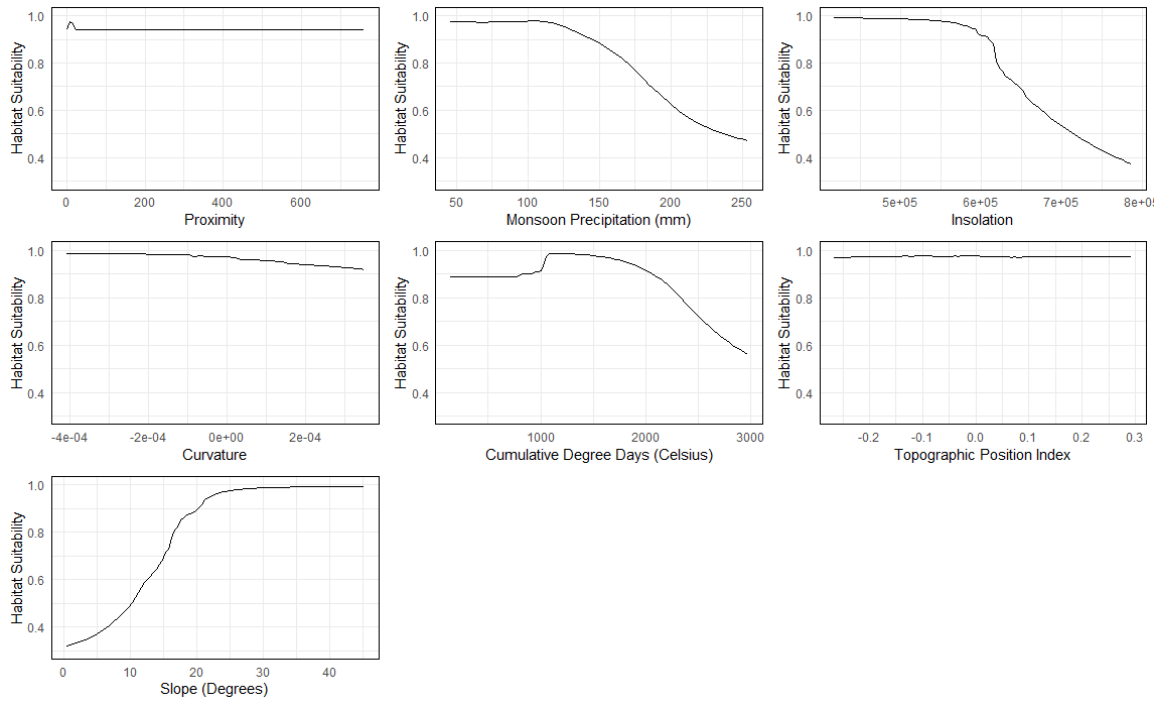 1.0
0.8
0.6
0.4
Habitat Suitability
0 200 400 600
Proximity
1.0
0.8
0.6
0.4
Habitat Suitability
50 100 150 200 250
Monsoon Precipitation (mm)
1.0
0.8
0.6
0.4
Habitat Suitability
5e+05 6e+05 7e+05 8e+05
Insolation
1.0
0.8
0.6
0.4
Habitat Suitability
-4e-04 -2e-04 0e+00 2e-04
Curvature
1.0
0.8
0.6
0.4
Habitat Suitability
1000 2000 3000
Cumulative Degree Days (Celsius)
1.0
0.8
0.6
0.4
Habitat Suitability
-0.2 -0.1 0.0 0.1 0.2 0.3
Topographic Position Index
1.0
0.8
0.6
0.4
Habitat Suitability
0 10 20 30 40
Slope (Degrees)